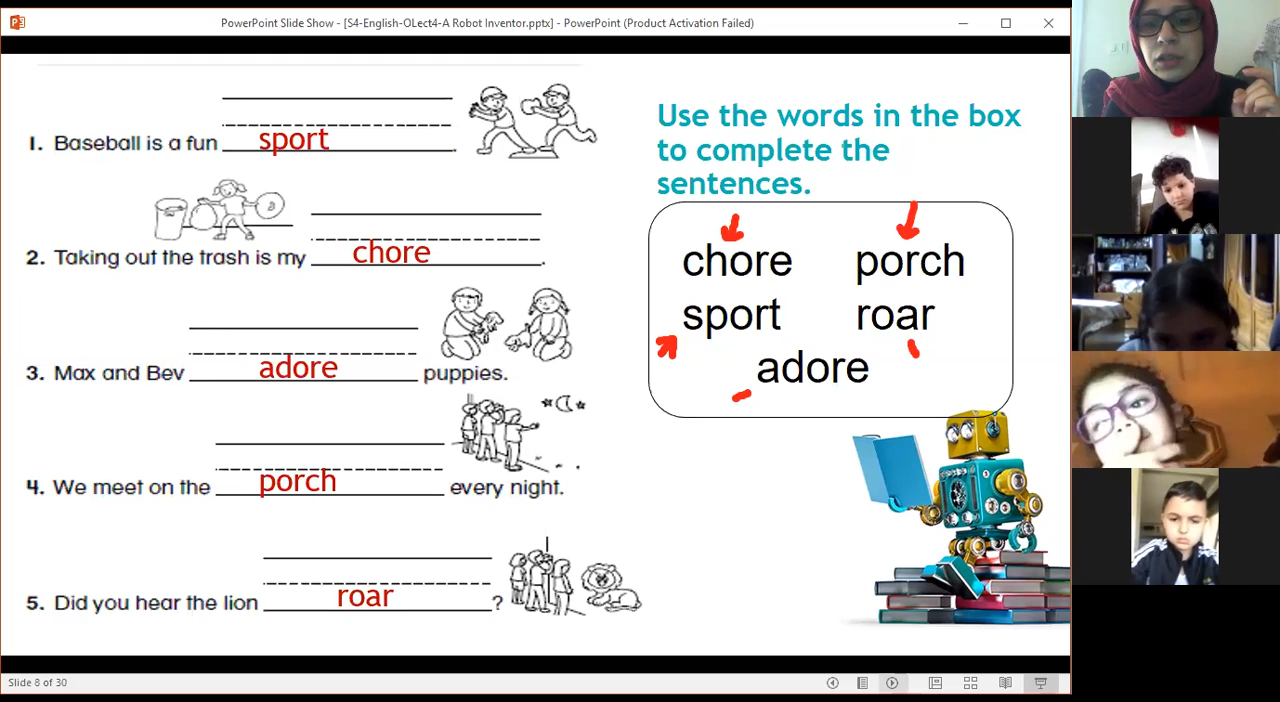 PowerPoint Slide Show - [S4-English-OLect4-A Robot Inventor.pptx] - PowerPoint (Product Activation Failed)
1. Baseball is a fun sport.
2. Taking out the trash is my chore.
3. Max and Bev adore puppies.
4. We meet on the porch every night.
5. Did you hear the lion roar?
Use the words in the box
to complete the
sentences.
chore porch
sport roar
adore
Slide 8 of 30